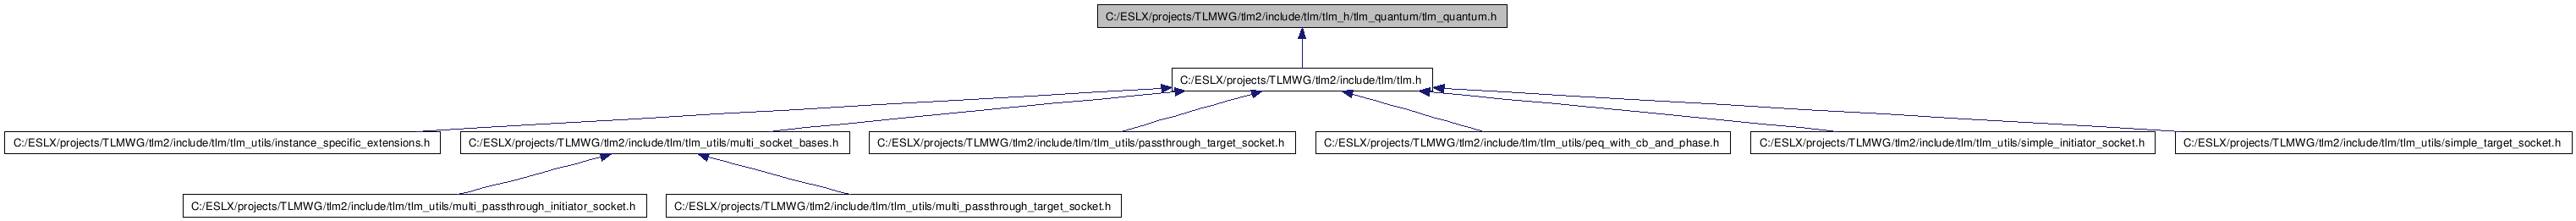 C:/ESLX/projects/TLMWG/tlm2/include/tlm/tlm_h/tlm_quantum/tlm_quantum.h
C:/ESLX/projects/TLMWG/tlm2/include/tlm/tlm.h
C:/ESLX/projects/TLMWG/tlm2/include/tlm/tlm_utils/instance_specific_extensions.h
C:/ESLX/projects/TLMWG/tlm2/include/tlm/tlm_utils/multi_socket_bases.h
C:/ESLX/projects/TLMWG/tlm2/include/tlm/tlm_utils/passthrough_target_socket.h
C:/ESLX/projects/TLMWG/tlm2/include/tlm/tlm_utils/peq_with_cb_and_phase.h
C:/ESLX/projects/TLMWG/tlm2/include/tlm/tlm_utils/simple_initiator_socket.h
C:/ESLX/projects/TLMWG/tlm2/include/tlm/tlm_utils/simple_target_socket.h
C:/ESLX/projects/TLMWG/tlm2/include/tlm/tlm_utils/multi_passthrough_initiator_socket.h
C:/ESLX/projects/TLMWG/tlm2/include/tlm/tlm_utils/multi_passthrough_target_socket.h